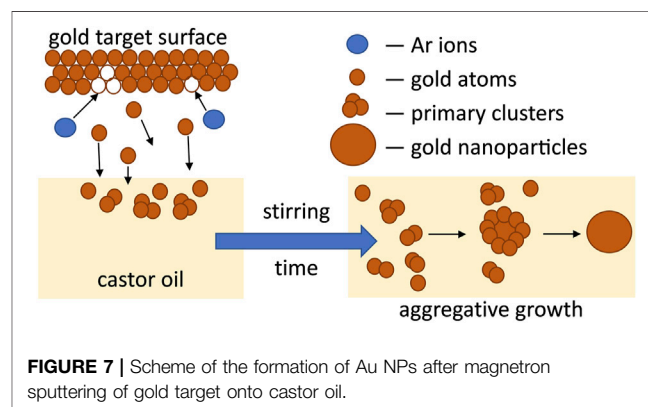 gold target surface
— Ar ions
— gold atoms
— primary clusters
— gold nanoparticles
castor oil
stirring
time
aggregative growth
FIGURE 7 | Scheme of the formation of Au NPs after magnetron
sputtering of gold target onto castor oil.